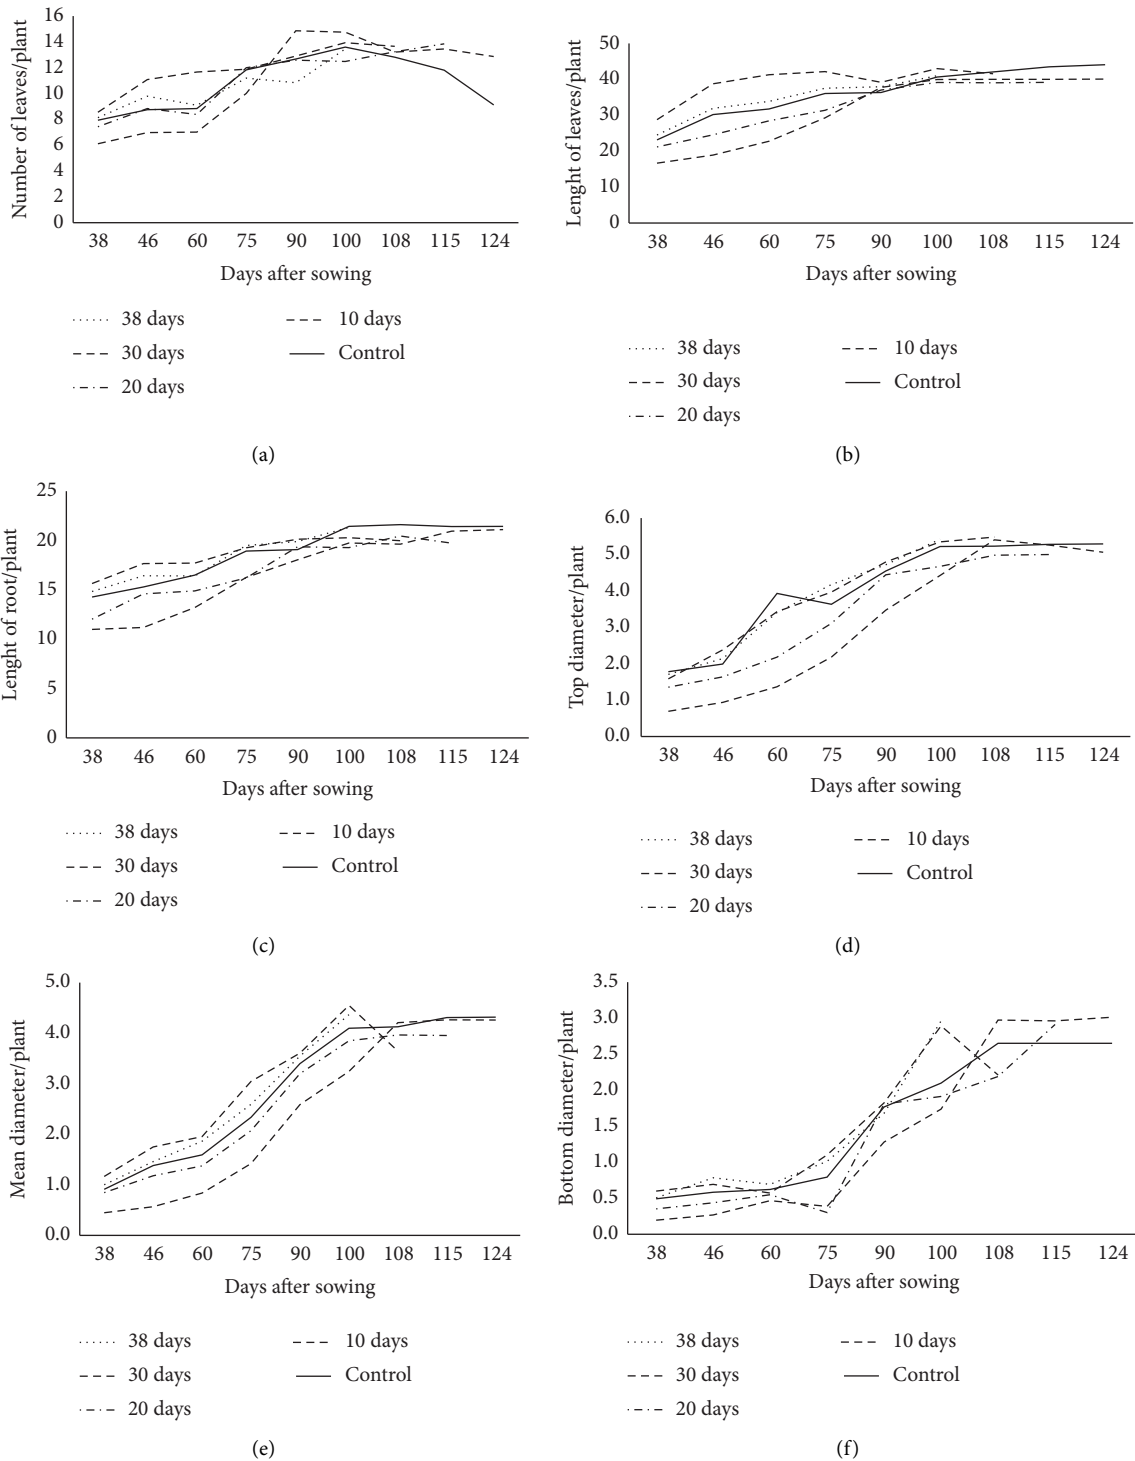 Number of leaves/plant
16
14
12
10
8
6
4
2
0
38 46 60 75 90 100 108 115 124
Days after sowing
38 days 10 days
30 days Control
20 days
(a)
Lenght of leaves/plant
50
40
30
20
10
0
38 46 60 75 90 100 108 115 124
Days after sowing
38 days 10 days
30 days Control
20 days
(b)
Lenght of root/plant
25
20
15
10
5
0
38 46 60 75 90 100 108 115 124
Days after sowing
38 days 10 days
30 days Control
20 days
(c)
Top diameter/plant
6.0
5.0
4.0
3.0
2.0
1.0
0.0
38 46 60 75 90 100 108 115 124
Days after sowing
38 days 10 days
30 days Control
20 days
(d)
Mean diameter/plant
5.0
4.0
3.0
2.0
1.0
0.0
38 46 60 75 90 100 108 115 124
Days after sowing
38 days 10 days
30 days Control
20 days
(e)
Bottom diameter/plant
3.5
3.0
2.5
2.0
1.5
1.0
0.5
0.0
38 46 60 75 90 100 108 115 124
Days after sowing
38 days 10 days
30 days Control
20 days
(f)